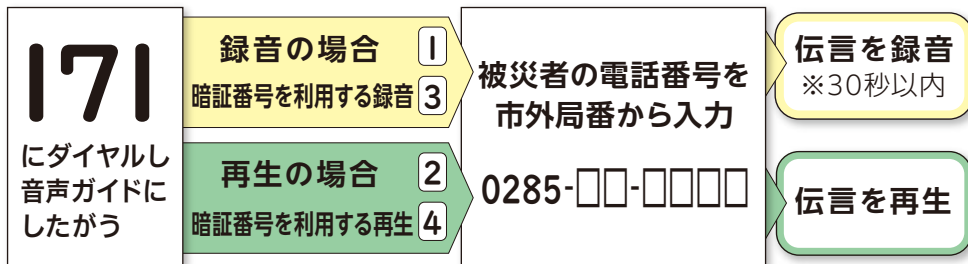 171
にダイヤルし
音声ガイドに
したがう
録音の場合 1
暗証番号を利用する録音 3
再生の場合 2
暗証番号を利用する再生 4
被災者の電話番号を
市外局番から入力
0285-□□-□□□□
伝言を録音
※30秒以内
伝言を再生